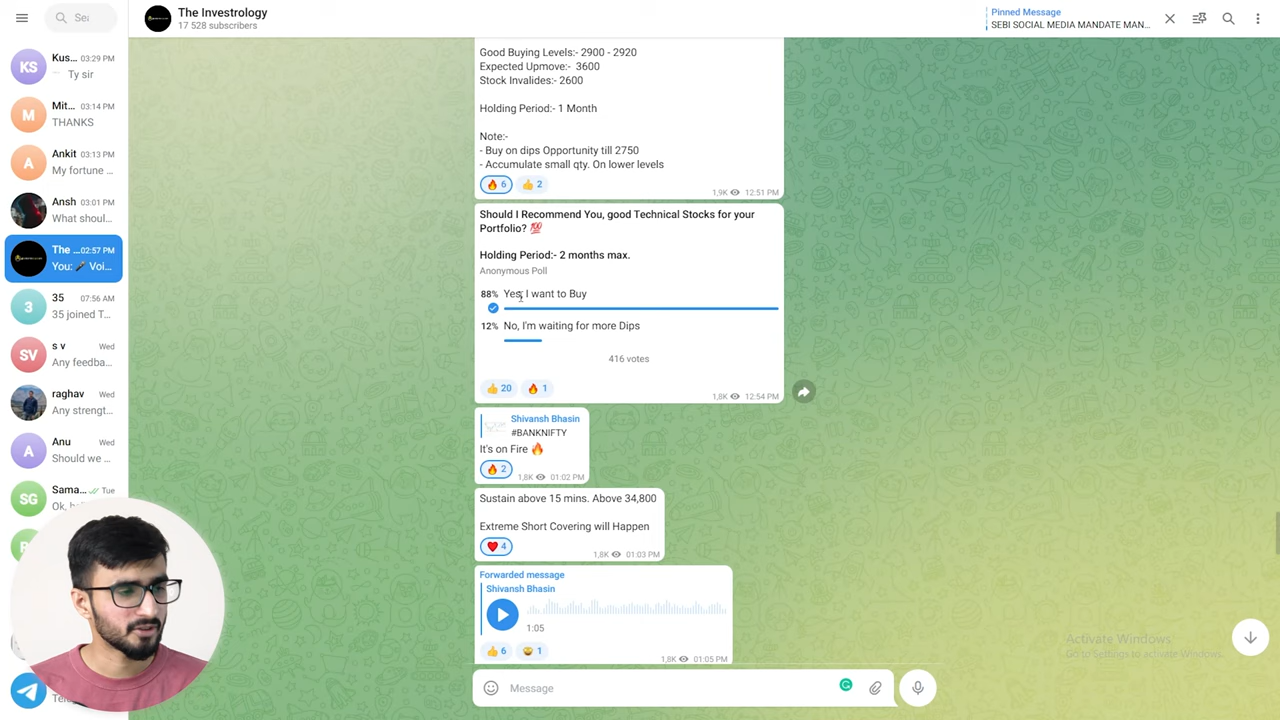 Sei
KS
Kus...
03:29 PM
Ty sir
M
Mit...
03:14 PM
THANKS
A
Ankit
03:13 PM
My fortune ...
Ansh
03:01 PM
What shoul...
The ...
02:57 PM
You: 🎤 Voi...
3
35
07:56 AM
35 joined T...
SV
s v
Wed
Any feedba...
raghav
Wed
Any strengt...
A
Anu
Wed
Should we ...
SG
Sama...
Tue
The Investrology
17 528 subscribers
Pinned Message
SEBI SOCIAL MEDIA MANDATE MAN...
Good Buying Levels:- 2900 - 2920
Expected Upmove:- 3600
Stock Invalides:- 2600
Holding Period:- 1 Month
Note:-
- Buy on dips Opportunity till 2750
- Accumulate small qty. On lower levels
🔥 6 👍 2
1,9K 12:51 PM
Should I Recommend You, good Technical Stocks for your
Portfolio? 💯
Holding Period:- 2 months max.
Anonymous Poll
88% Yes, I want to Buy
12% No, I'm waiting for more Dips
416 votes
👍 20 🔥 1
1,8K 12:54 PM
Shivansh Bhasin
#BANKNIFTY
It's on Fire 🔥
🔥 2
1,8K 01:02 PM
Sustain above 15 mins. Above 34,800
Extreme Short Covering will Happen
❤️ 4
1,8K 01:03 PM
Forwarded message
Shivansh Bhasin
1:05
👍 6 🤩 1
1,8K 01:05 PM
Message
Activate Windows
Go to Settings to activate Windows.